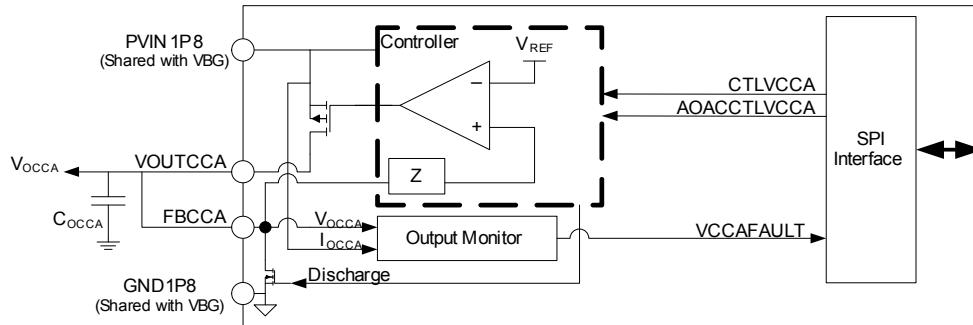 PVIN1P8
(Shared with VBG)
Controller
VREF
−
+
Z
CTLVCCA
AOACCTLVCCA
SPI
Interface
VOCCA
VOUTCCA
COCCA
FBCCA
VOCCA
IOCCA
Output Monitor
VCCAFAULT
Discharge
GND1P8
(Shared with VBG)